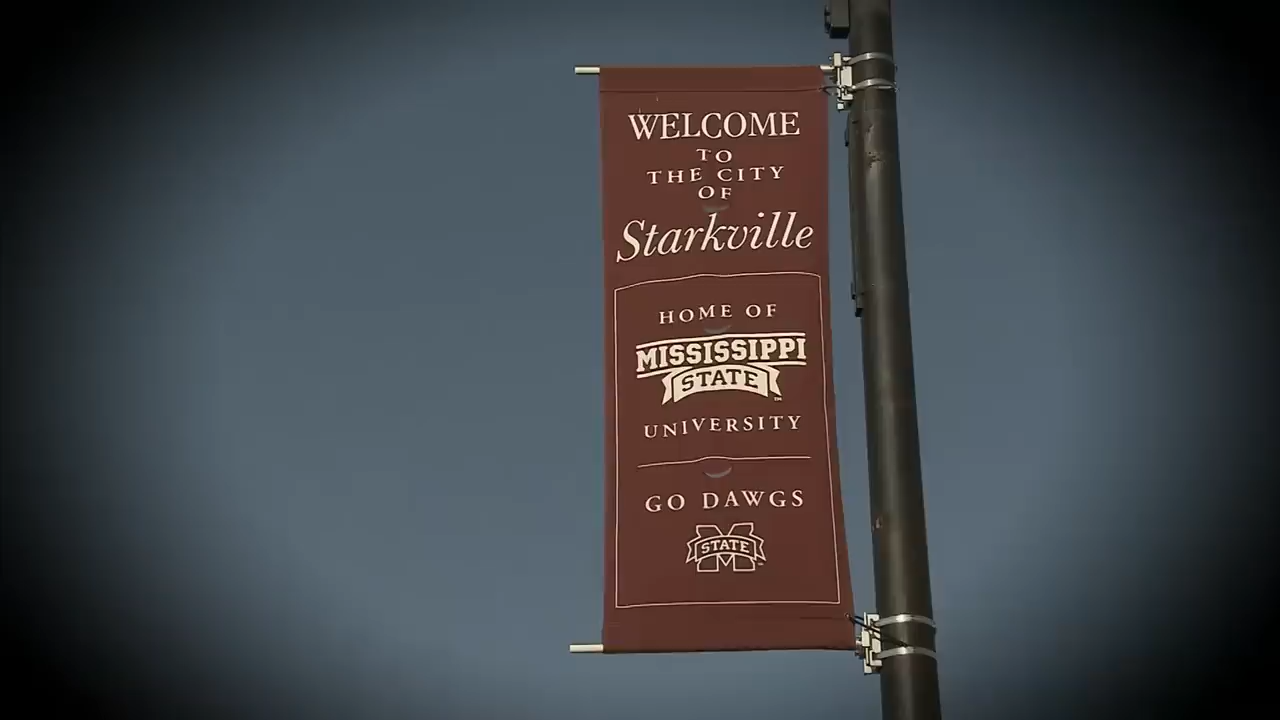 WELCOME
TO
THE CITY
OF
Starkville
HOME OF
MISSISSIPPI
STATE
UNIVERSITY
GO DAWGS
M
STATE